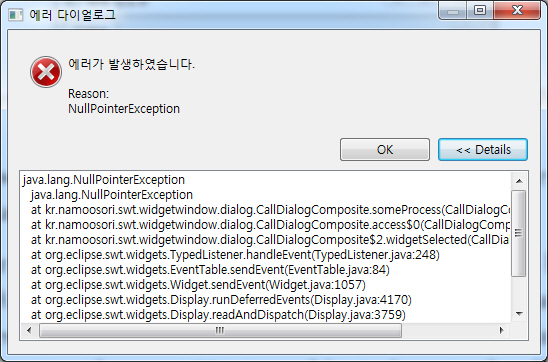 에러 다이얼로그
에러가 발생하였습니다.
Reason:
NullPointerException
OK
<< Details
java.lang.NullPointerException
java.lang.NullPointerException
at kr.namoosori.swt.widgetwindow.dialog.CallDialogComposite.someProcess(CallDialogCo
at kr.namoosori.swt.widgetwindow.dialog.CallDialogComposite.access$0(CallDialogComp
at kr.namoosori.swt.widgetwindow.dialog.CallDialogComposite$2.widgetSelected(CallDia
at org.eclipse.swt.widgets.TypedListener.handleEvent(TypedListener.java:248)
at org.eclipse.swt.widgets.EventTable.sendEvent(EventTable.java:84)
at org.eclipse.swt.widgets.Widget.sendEvent(Widget.java:1057)
at org.eclipse.swt.widgets.Display.runDeferredEvents(Display.java:4170)
at org.eclipse.swt.widgets.Display.readAndDispatch(Display.java:3759)